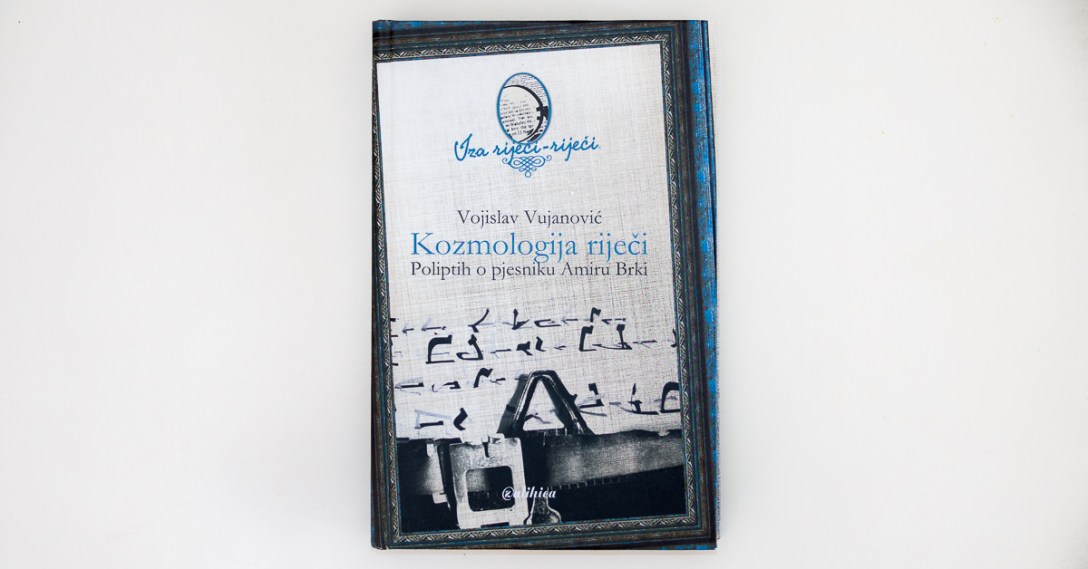 Iza riječi-riječi
Vojislav Vujanović
Kozmologija riječi
Poliptih o pjesniku Amiru Brki